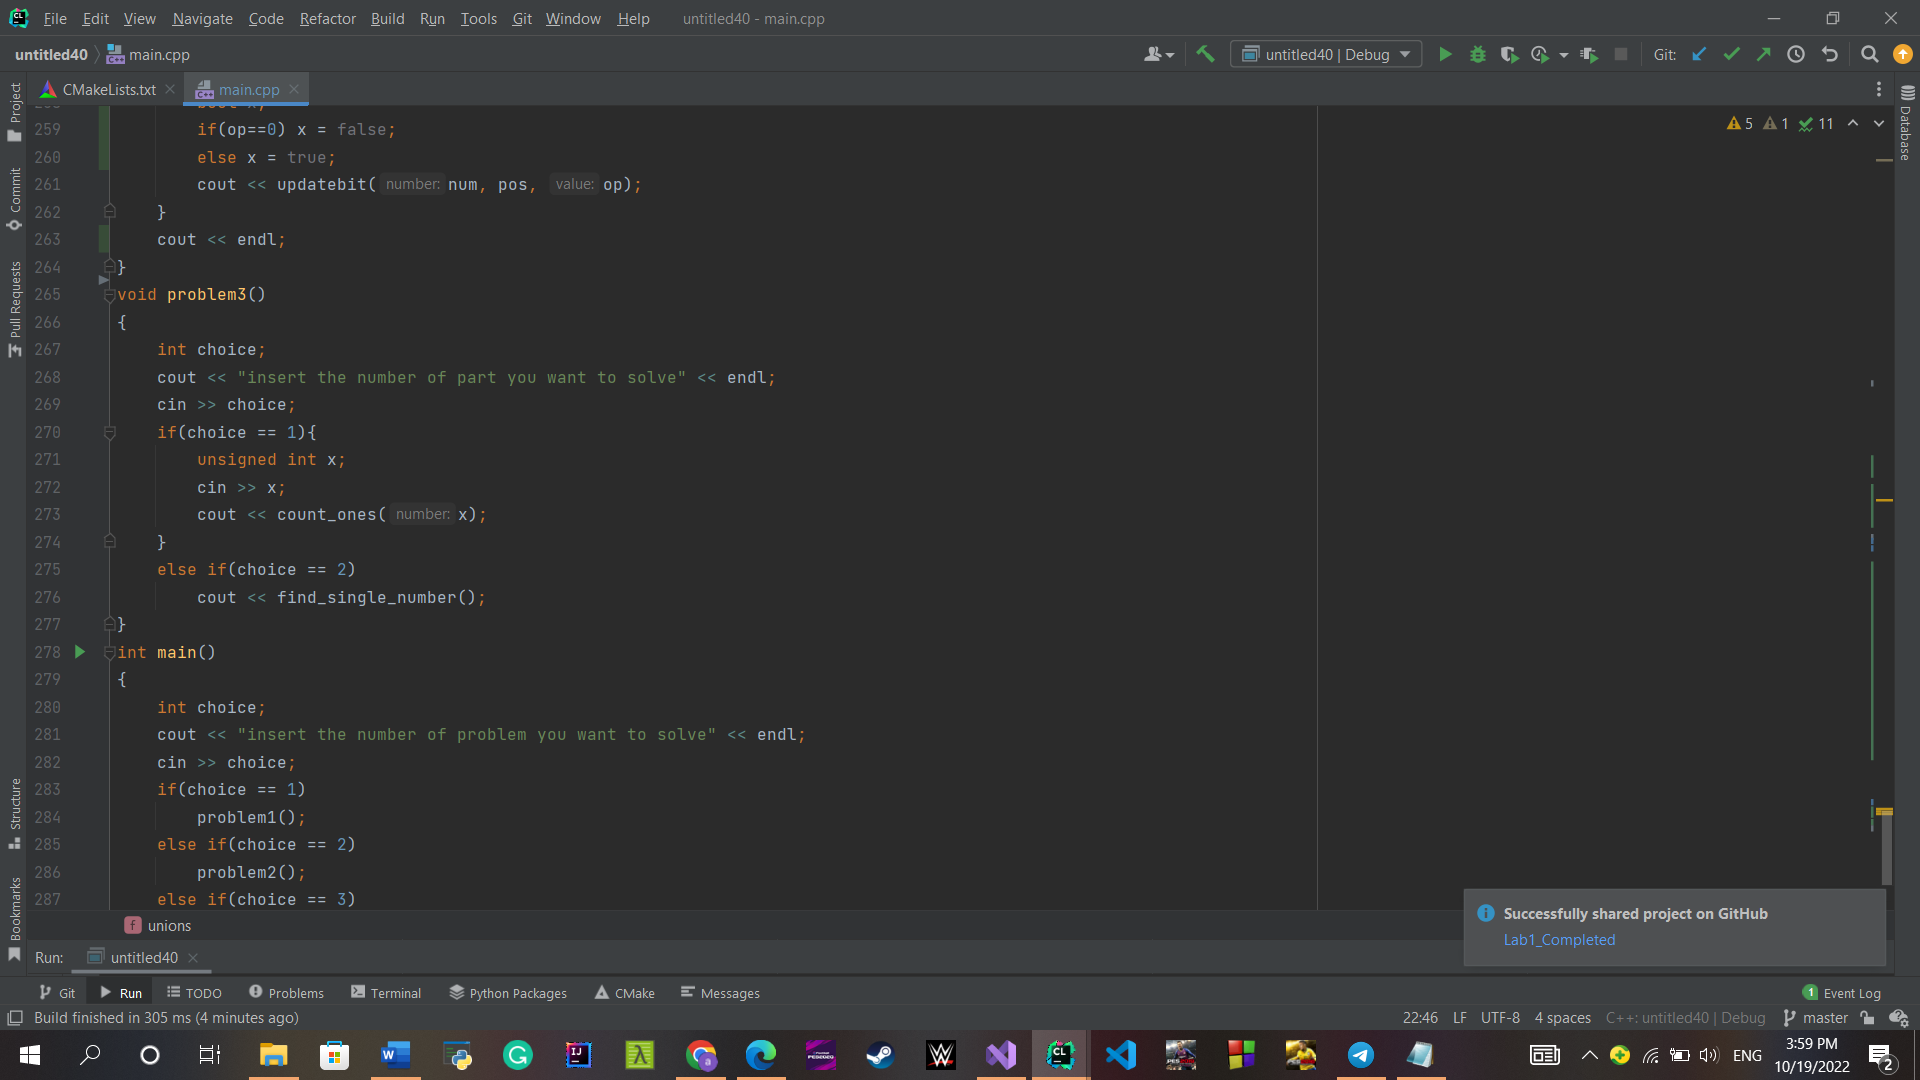 File Edit View Navigate Code Refactor Build Run Tools Git Window Help untitled40 - main.cpp
untitled40 main.cpp untitled40 | Debug Git:
CMakeLists.txt main.cpp
5 1 11
259 if(op==0) x = false;
260 else x = true;
261 cout << updatebit( number: num, pos, value: op);
262 }
263 cout << endl;
264 }
265 void problem3()
266 {
267 int choice;
268 cout << "insert the number of part you want to solve" << endl;
269 cin >> choice;
270 if(choice == 1){
271 unsigned int x;
272 cin >> x;
273 cout << count_ones( number: x);
274 }
275 else if(choice == 2)
276 cout << find_single_number();
277 }
278 int main()
279 {
280 int choice;
281 cout << "insert the number of problem you want to solve" << endl;
282 cin >> choice;
283 if(choice == 1)
284 problem1();
285 else if(choice == 2)
286 problem2();
287 else if(choice == 3)
Project
Commit
Pull Requests
Structure
Bookmarks
Database
f unions
Successfully shared project on GitHub
Lab1_Completed
Run: untitled40
Git Run TODO Problems Terminal Python Packages CMake Messages 1 Event Log
Build finished in 305 ms (4 minutes ago) 22:46 LF UTF-8 4 spaces C++: untitled40 | Debug master
ENG
3:59 PM
10/19/2022
2